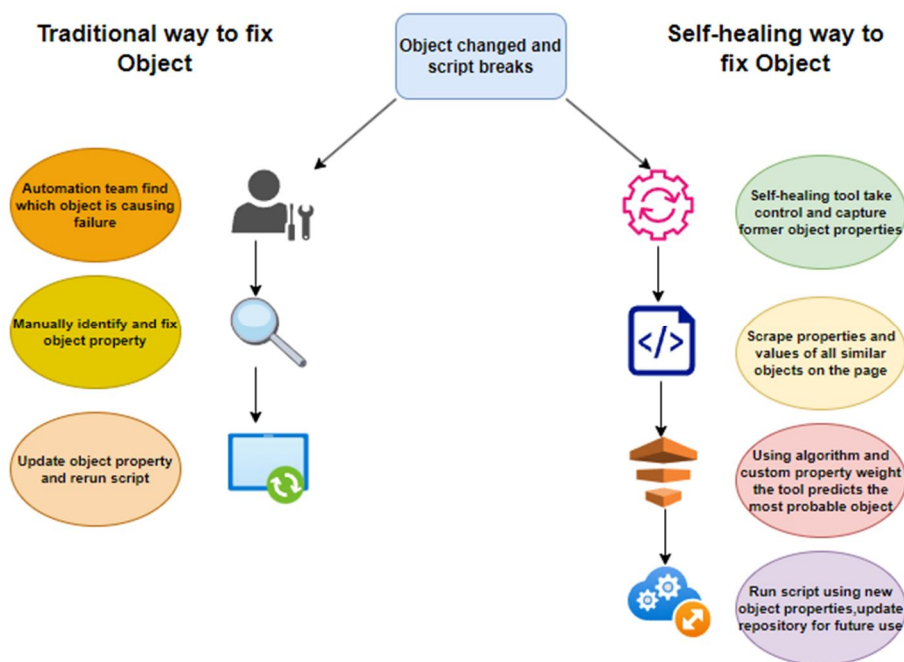 Traditional way to fix
Object
Object changed and
script breaks
Self-healing way to
fix Object
Automation team find
which object is causing
failure
Manually identify and fix
object property
Update object property
and rerun script
Self-healing tool take
control and capture
former object properties
</>
Scrape properties and
values of all similar
objects on the page
Using algorithm and
custom property weight
the tool predicts the
most probable object
Run script using new
object properties,update
repository for future use